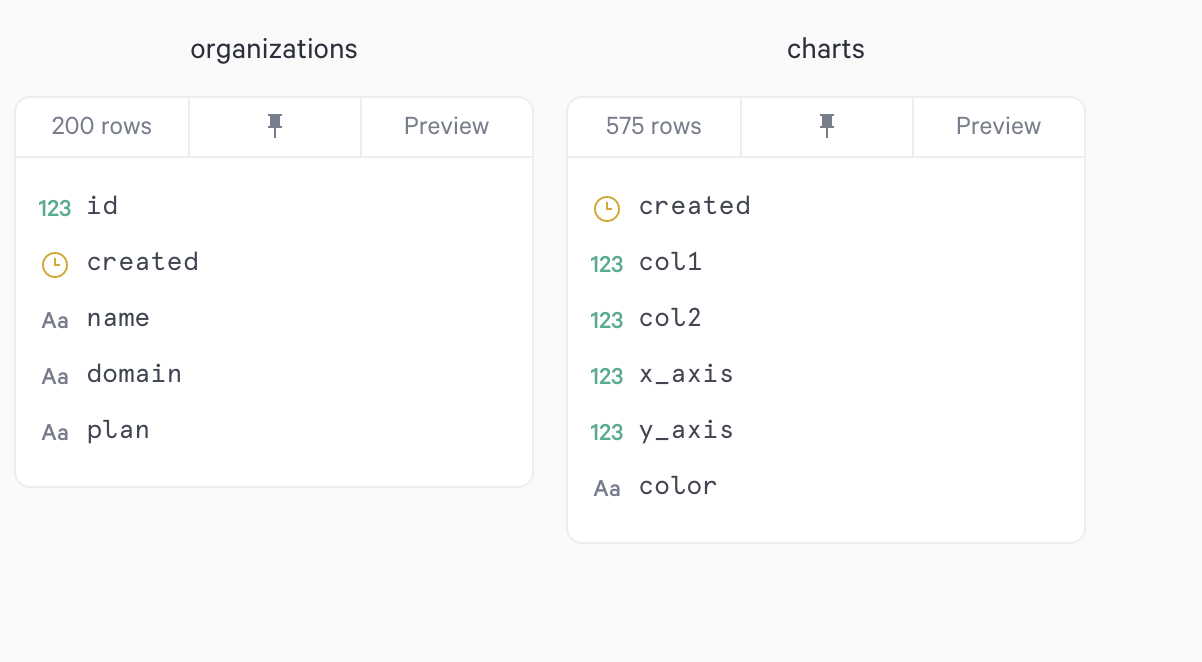 organizations
200 rows
Preview
123 id
created
Aa name
Aa domain
Aa plan
charts
575 rows
Preview
created
123 col1
123 col2
123 x_axis
123 y_axis
Aa color